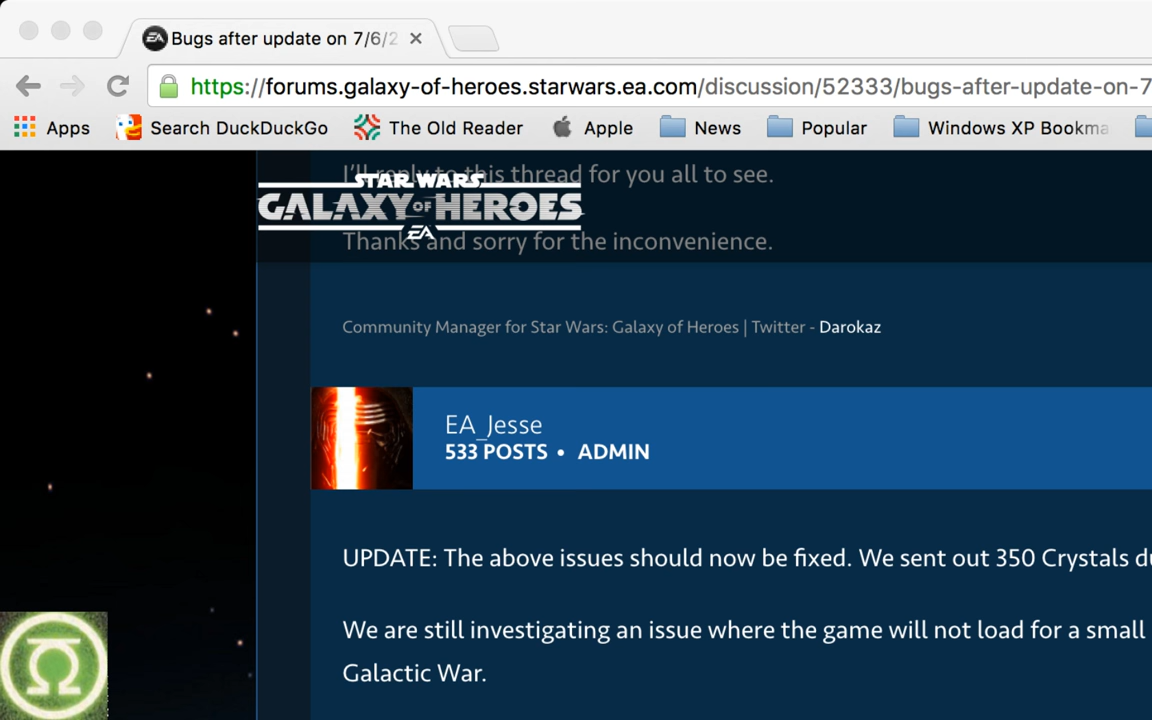 Bugs after update on 7/6/2
https://forums.galaxy-of-heroes.starwars.ea.com/discussion/52333/bugs-after-update-on-7
Apps Search DuckDuckGo The Old Reader Apple News Popular Windows XP Bookma
I'll reply to this thread for you all to see.
STAR WARS
GALAXY OF HEROES
EA
Thanks and sorry for the inconvenience.
Community Manager for Star Wars: Galaxy of Heroes | Twitter - Darokaz
EA_Jesse
533 POSTS • ADMIN
UPDATE: The above issues should now be fixed. We sent out 350 Crystals du
We are still investigating an issue where the game will not load for a small
Galactic War.